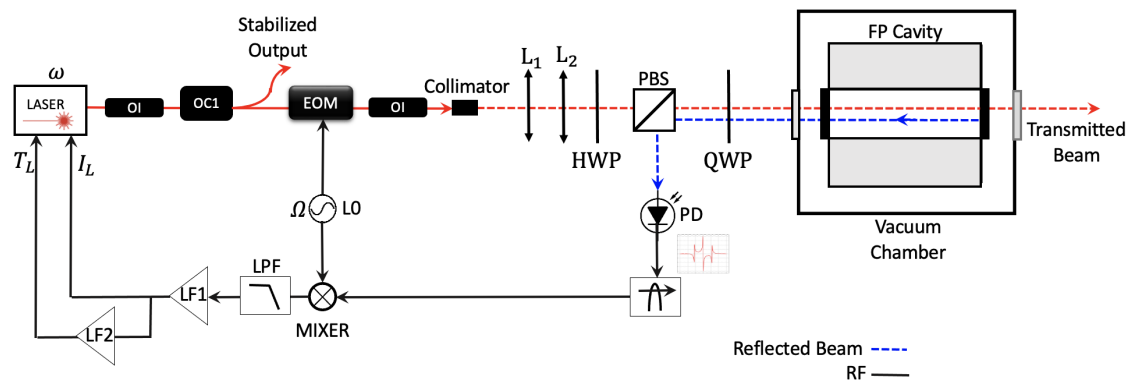 Stabilized
Output
ω
LASER
OI
OC1
EOM
OI
Collimator
L₁
L₂
HWP
PBS
QWP
FP Cavity
Transmitted
Beam
Vacuum
Chamber
T_L
I_L
Ω
L0
PD
LPF
LF1
MIXER
LF2
Reflected Beam
RF